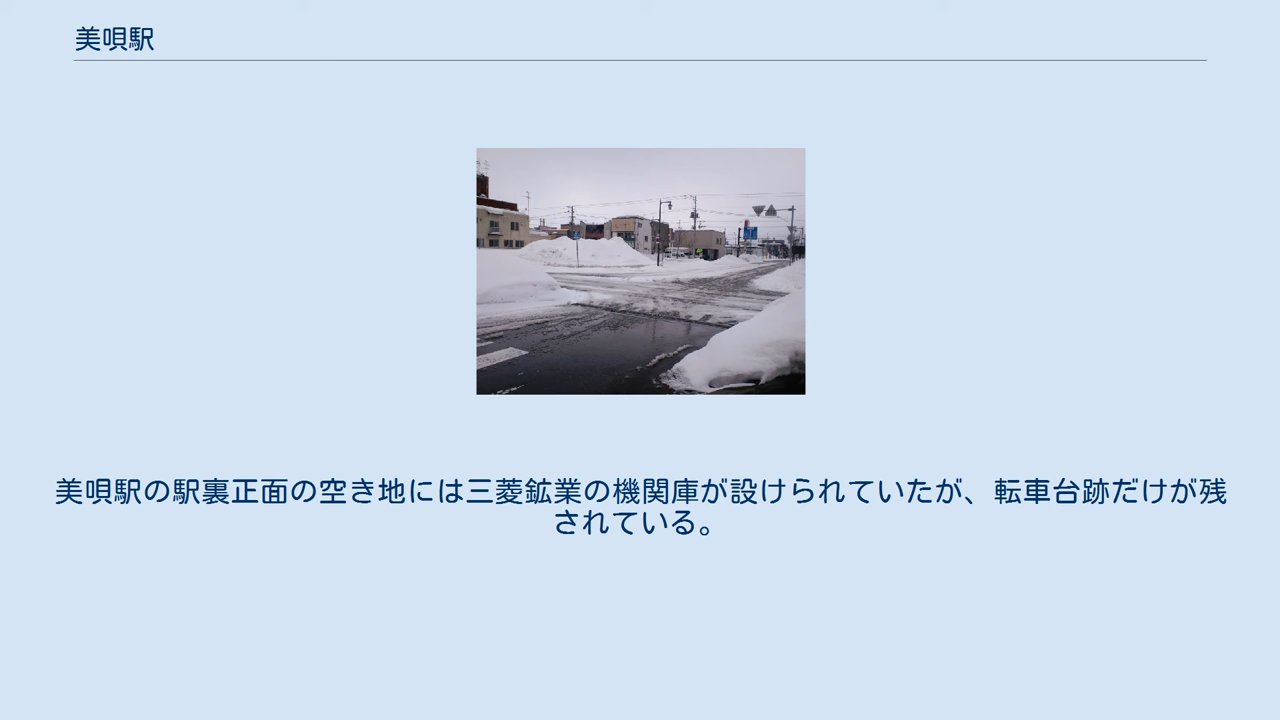 美唄駅
美唄駅の駅裏正面の空き地には三菱鉱業の機関庫が設けられていたが、転車台跡だけが残
されている。